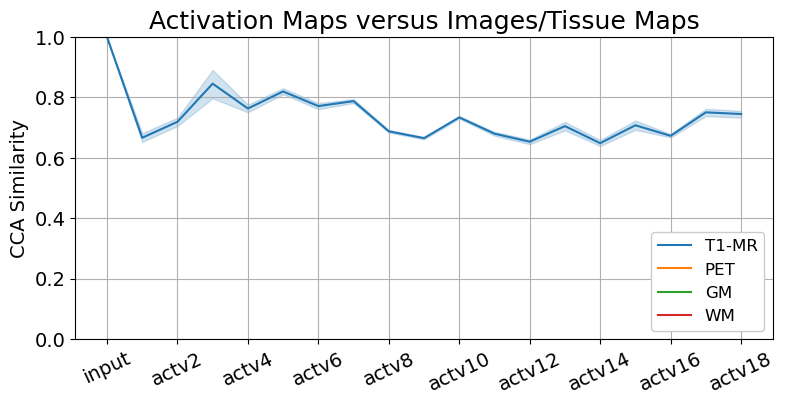 Activation Maps versus Images/Tissue Maps
CCA Similarity
1.0
0.8
0.6
0.4
0.2
0.0
input
actv2
actv4
actv6
actv8
actv10
actv12
actv14
actv16
actv18
T1-MR
PET
GM
WM